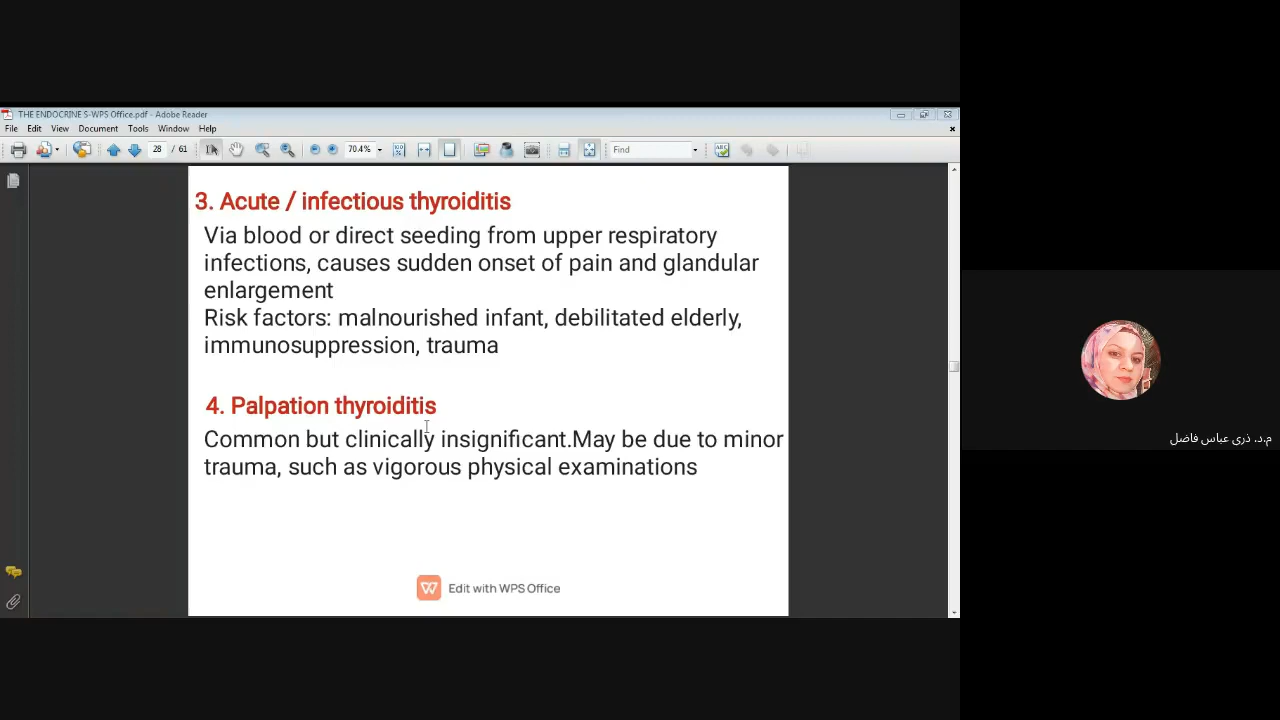 THE ENDOCRINE S-WPS Office.pdf - Adobe Reader
File Edit View Document Tools Window Help
28 / 61 70.4% Find
3. Acute / infectious thyroiditis
Via blood or direct seeding from upper respiratory
infections, causes sudden onset of pain and glandular
enlargement
Risk factors: malnourished infant, debilitated elderly,
immunosuppression, trauma
4. Palpation thyroiditis
Common but clinically insignificant.May be due to minor
trauma, such as vigorous physical examinations
Edit with WPS Office
م.د. ذرى عباس فاضل